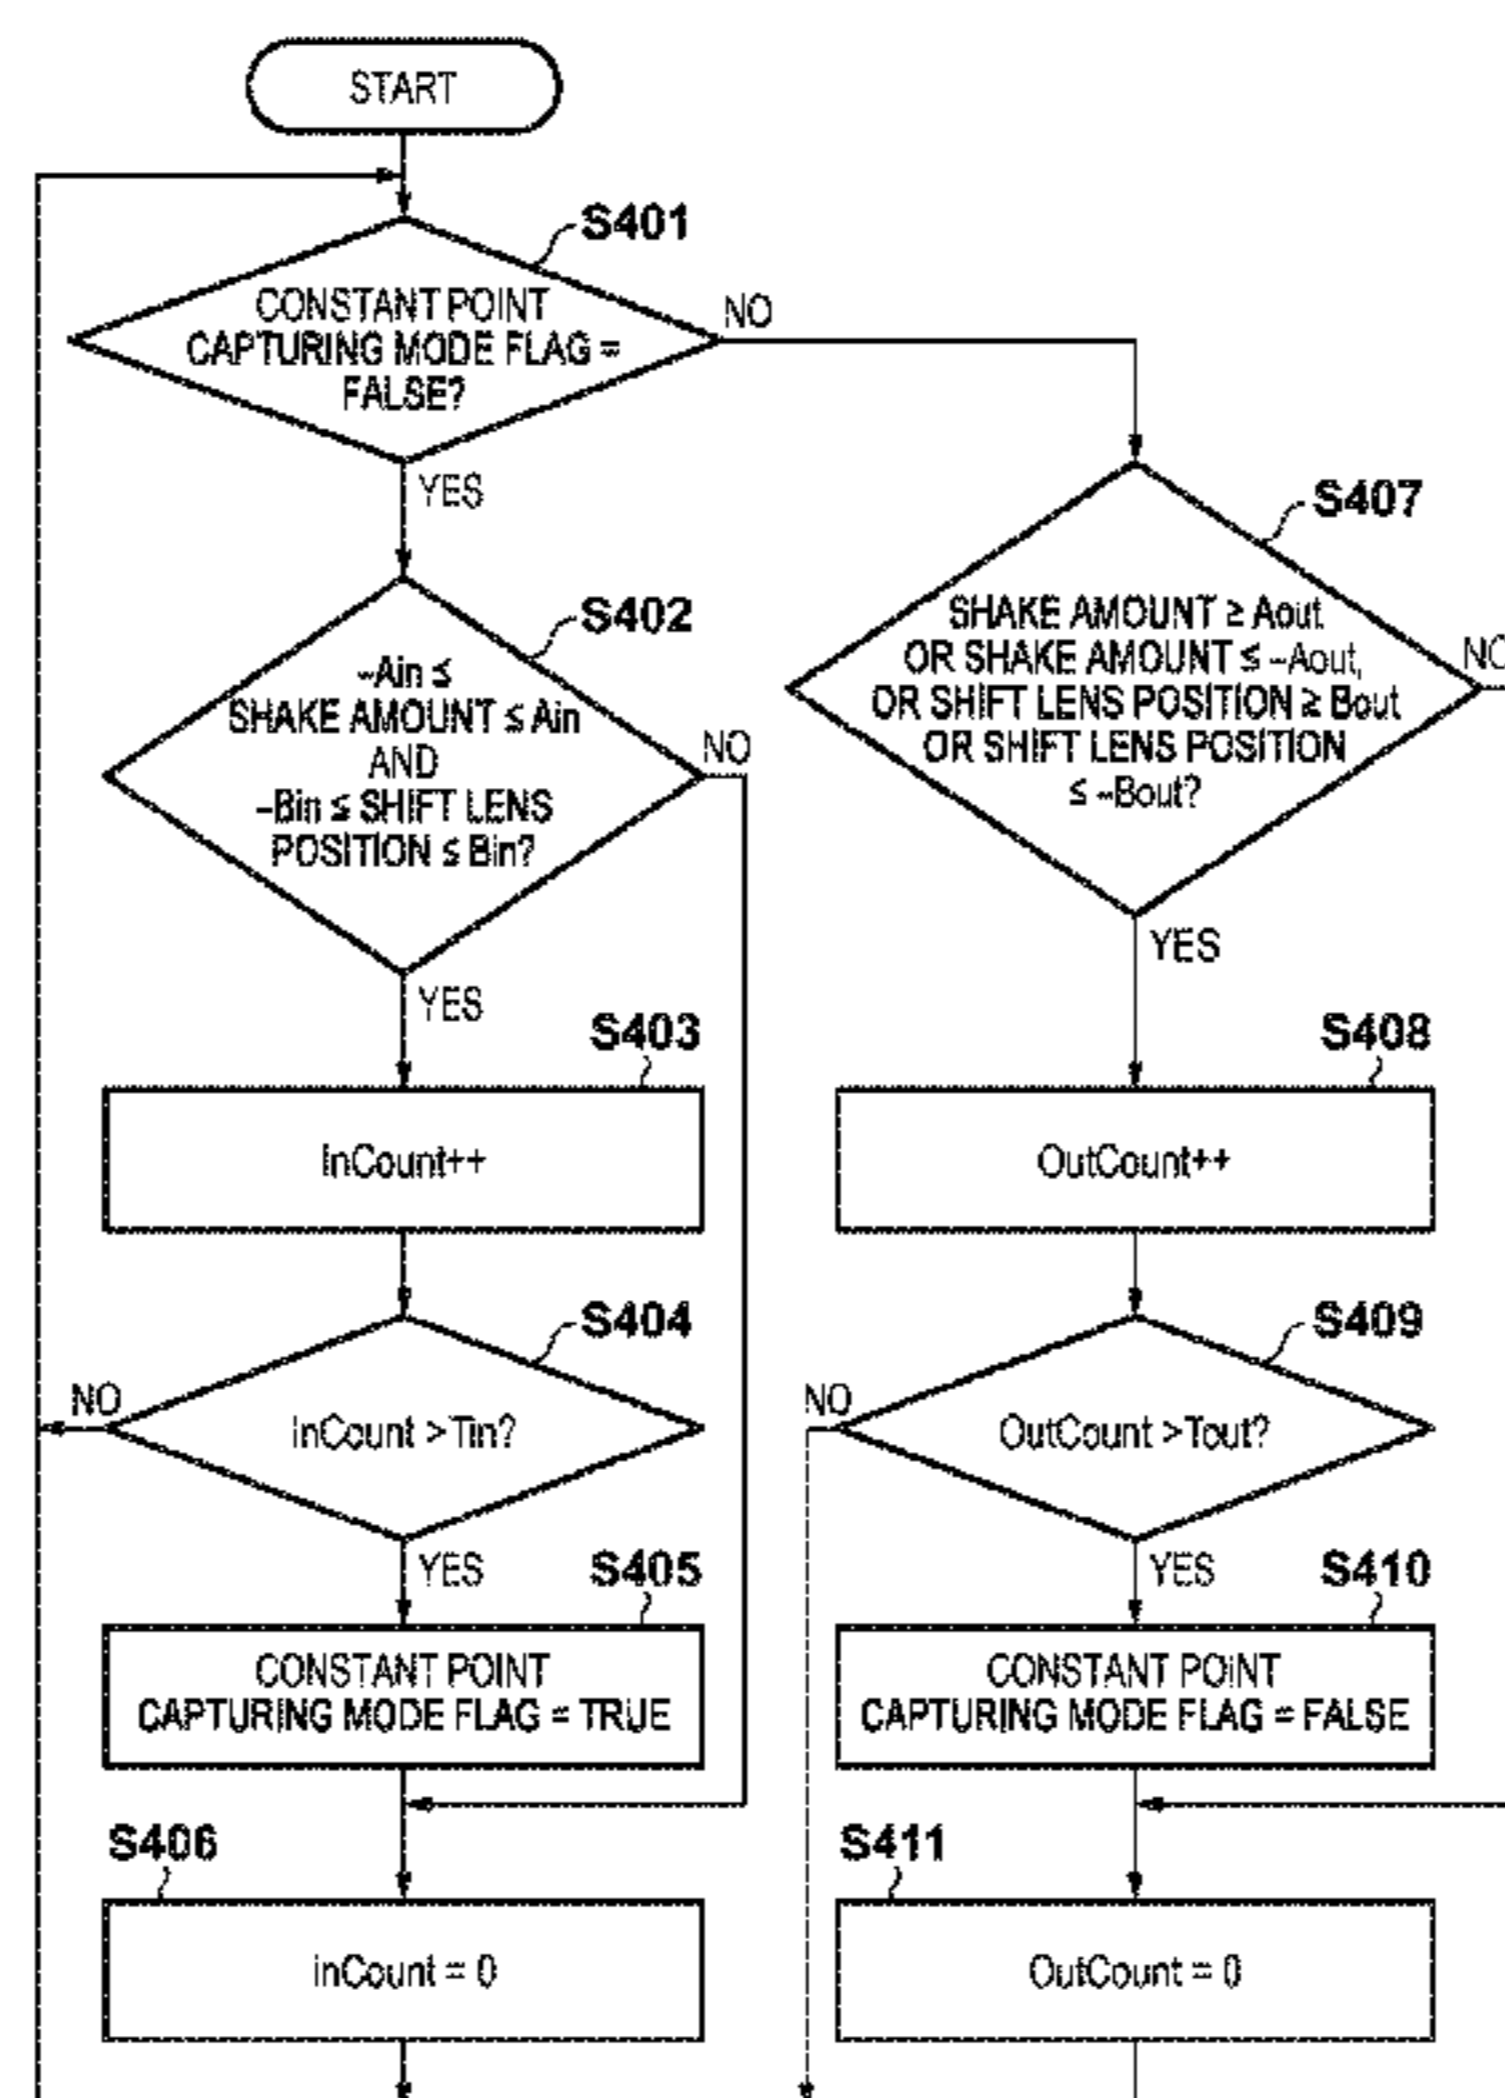 START
S401
CONSTANT POINT
CAPTURING MODE FLAG =
FALSE?
NO
YES
S402
-Ain ≤
SHAKE AMOUNT ≤ Ain
AND
-Bin ≤ SHIFT LENS
POSITION ≤ Bin?
NO
YES
S403
InCount++
S404
InCount >Tin?
NO
YES
S405
CONSTANT POINT
CAPTURING MODE FLAG = TRUE
S406
inCount = 0
S407
SHAKE AMOUNT ≥ Aout
OR SHAKE AMOUNT ≤ -Aout,
OR SHIFT LENS POSITION ≥ Bout
OR SHIFT LENS POSITION
≤ -Bout?
NO
YES
S408
OutCount++
S409
OutCount >Tout?
NO
YES
S410
CONSTANT POINT
CAPTURING MODE FLAG = FALSE
S411
OutCount = 0